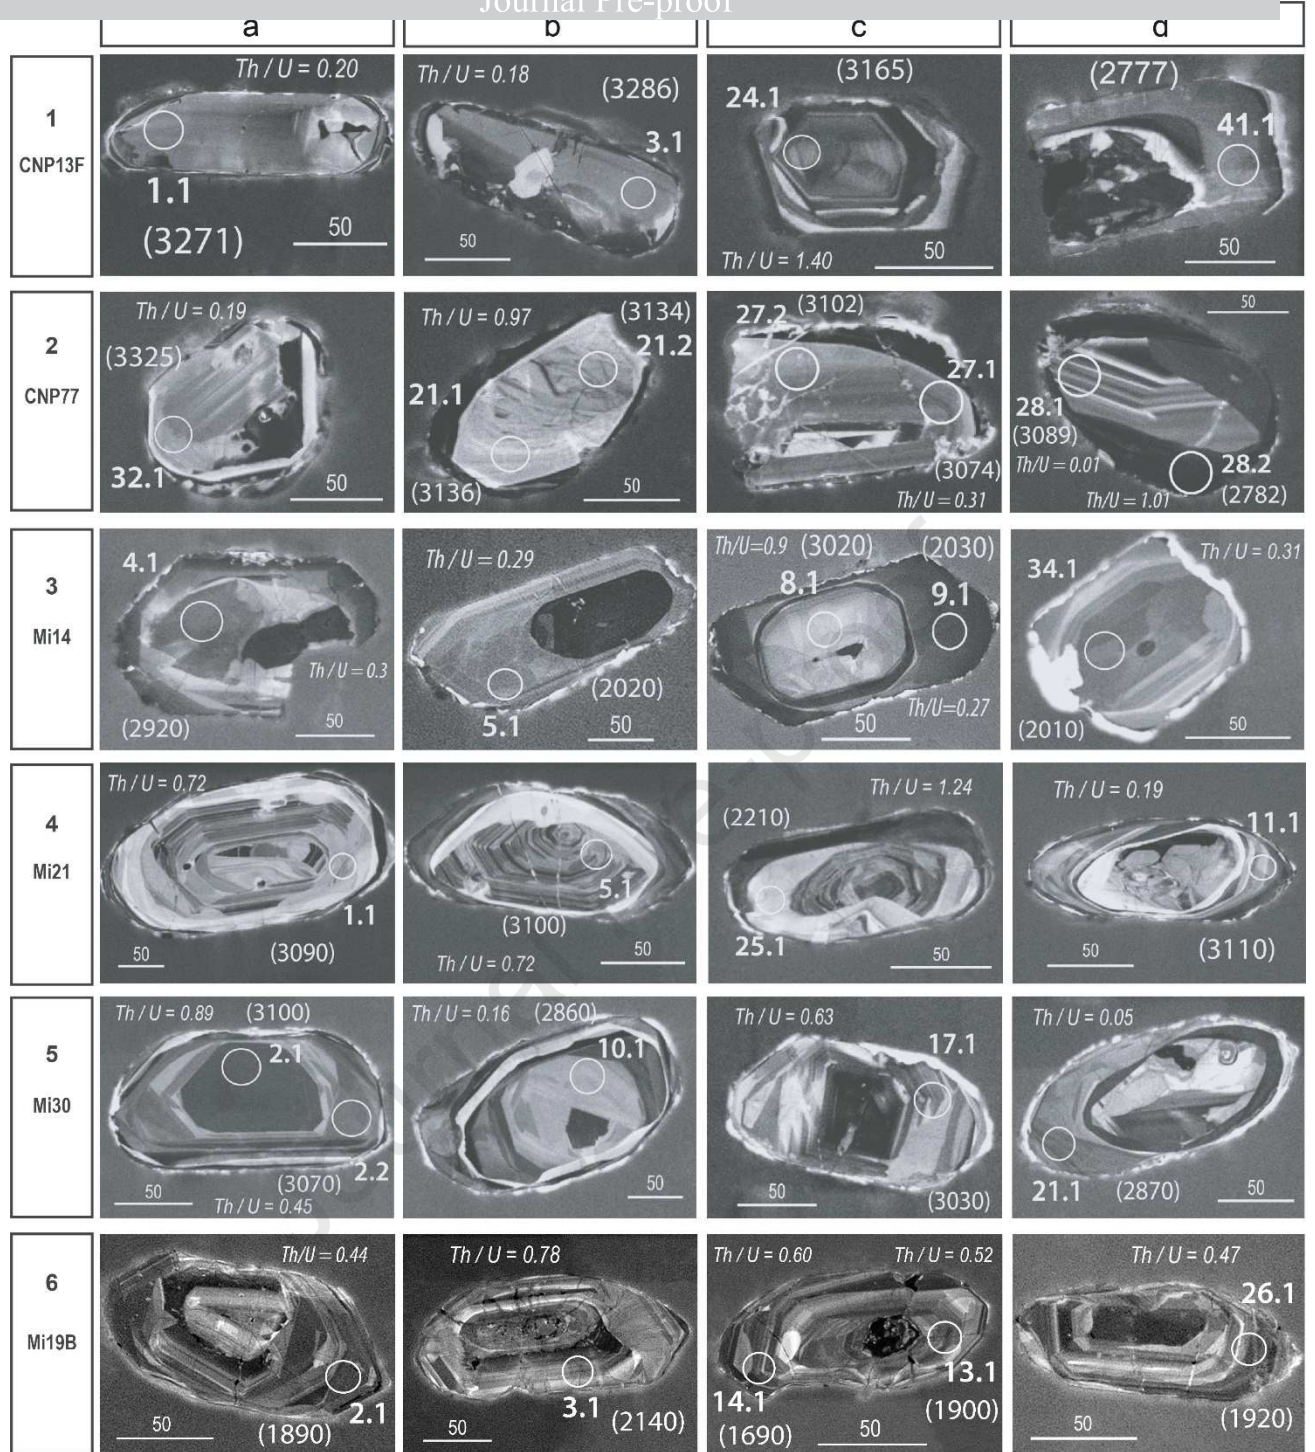 Journal Pre-proof
a b c d
1
CNP13F
Th / U = 0.20
1.1
(3271)
50
Th / U = 0.18
(3286)
3.1
50
(3165)
24.1
Th / U = 1.40
50
(2777)
41.1
50
2
CNP77
Th / U = 0.19
(3325)
32.1
50
Th / U = 0.97
(3134)
21.2
21.1
(3136)
50
27.2 (3102)
27.1
(3074)
Th / U = 0.31
50
28.1
(3089)
Th/U = 0.01
28.2
Th/U = 1.01
(2782)
3
Mi14
4.1
Th / U = 0.3
(2920)
50
Th / U = 0.29
(2020)
5.1
50
Th/U=0.9 (3020) (2030)
8.1
9.1
Th/U=0.27
50
Th / U = 0.31
34.1
(2010)
50
4
Mi21
Th / U = 0.72
1.1
50
(3090)
5.1
(3100)
50
Th / U = 0.72
Th / U = 1.24
(2210)
25.1
50
Th / U = 0.19
11.1
(3110)
50
5
Mi30
Th / U = 0.89 (3100)
2.1
2.2
(3070)
50
Th / U = 0.45
Th / U = 0.16 (2860)
10.1
50
Th / U = 0.63
17.1
50
(3030)
Th / U = 0.05
21.1 (2870)
50
6
Mi19B
Th/U = 0.44
2.1
50
(1890)
Th / U = 0.78
3.1
(2140)
50
Th / U = 0.60 Th / U = 0.52
13.1
14.1
(1900)
(1690)
50
Th / U = 0.47
26.1
(1920)
50